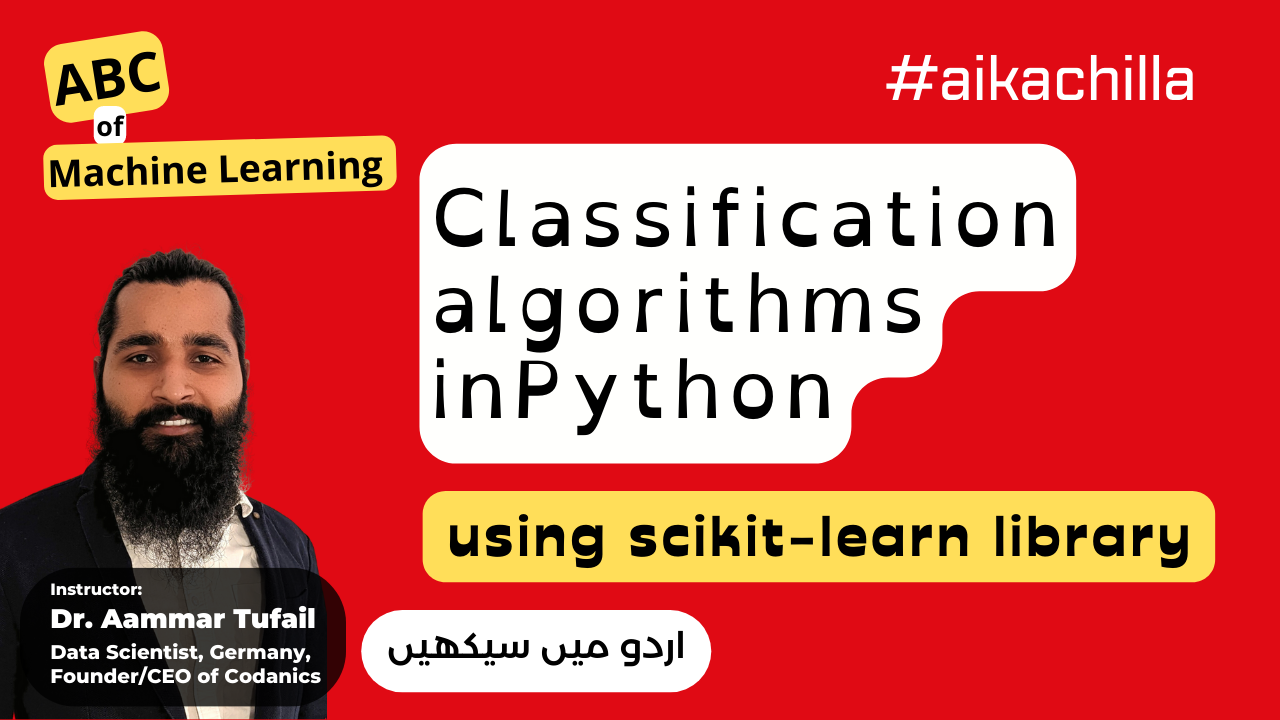 ABC
of
Machine Learning
#aikachilla
Classification
algorithms
inPython
using scikit-learn library
Instructor:
Dr. Aammar Tufail
Data Scientist, Germany,
Founder/CEO of Codanics
اردو میں سیکھیں